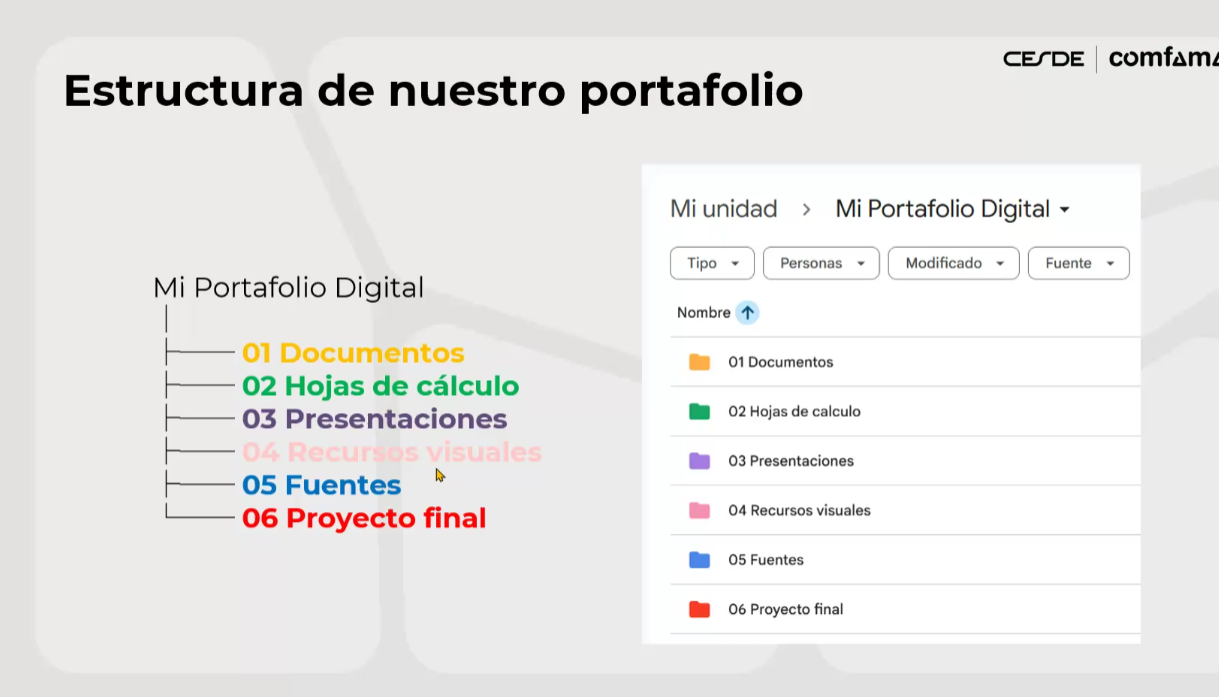 CESDE | comfama
Estructura de nuestro portafolio
Mi Portafolio Digital
01 Documentos
02 Hojas de cálculo
03 Presentaciones
04 Recursos visuales
05 Fuentes
06 Proyecto final
Mi unidad > Mi Portafolio Digital
Tipo Personas Modificado Fuente
Nombre
01 Documentos
02 Hojas de calculo
03 Presentaciones
04 Recursos visuales
05 Fuentes
06 Proyecto final